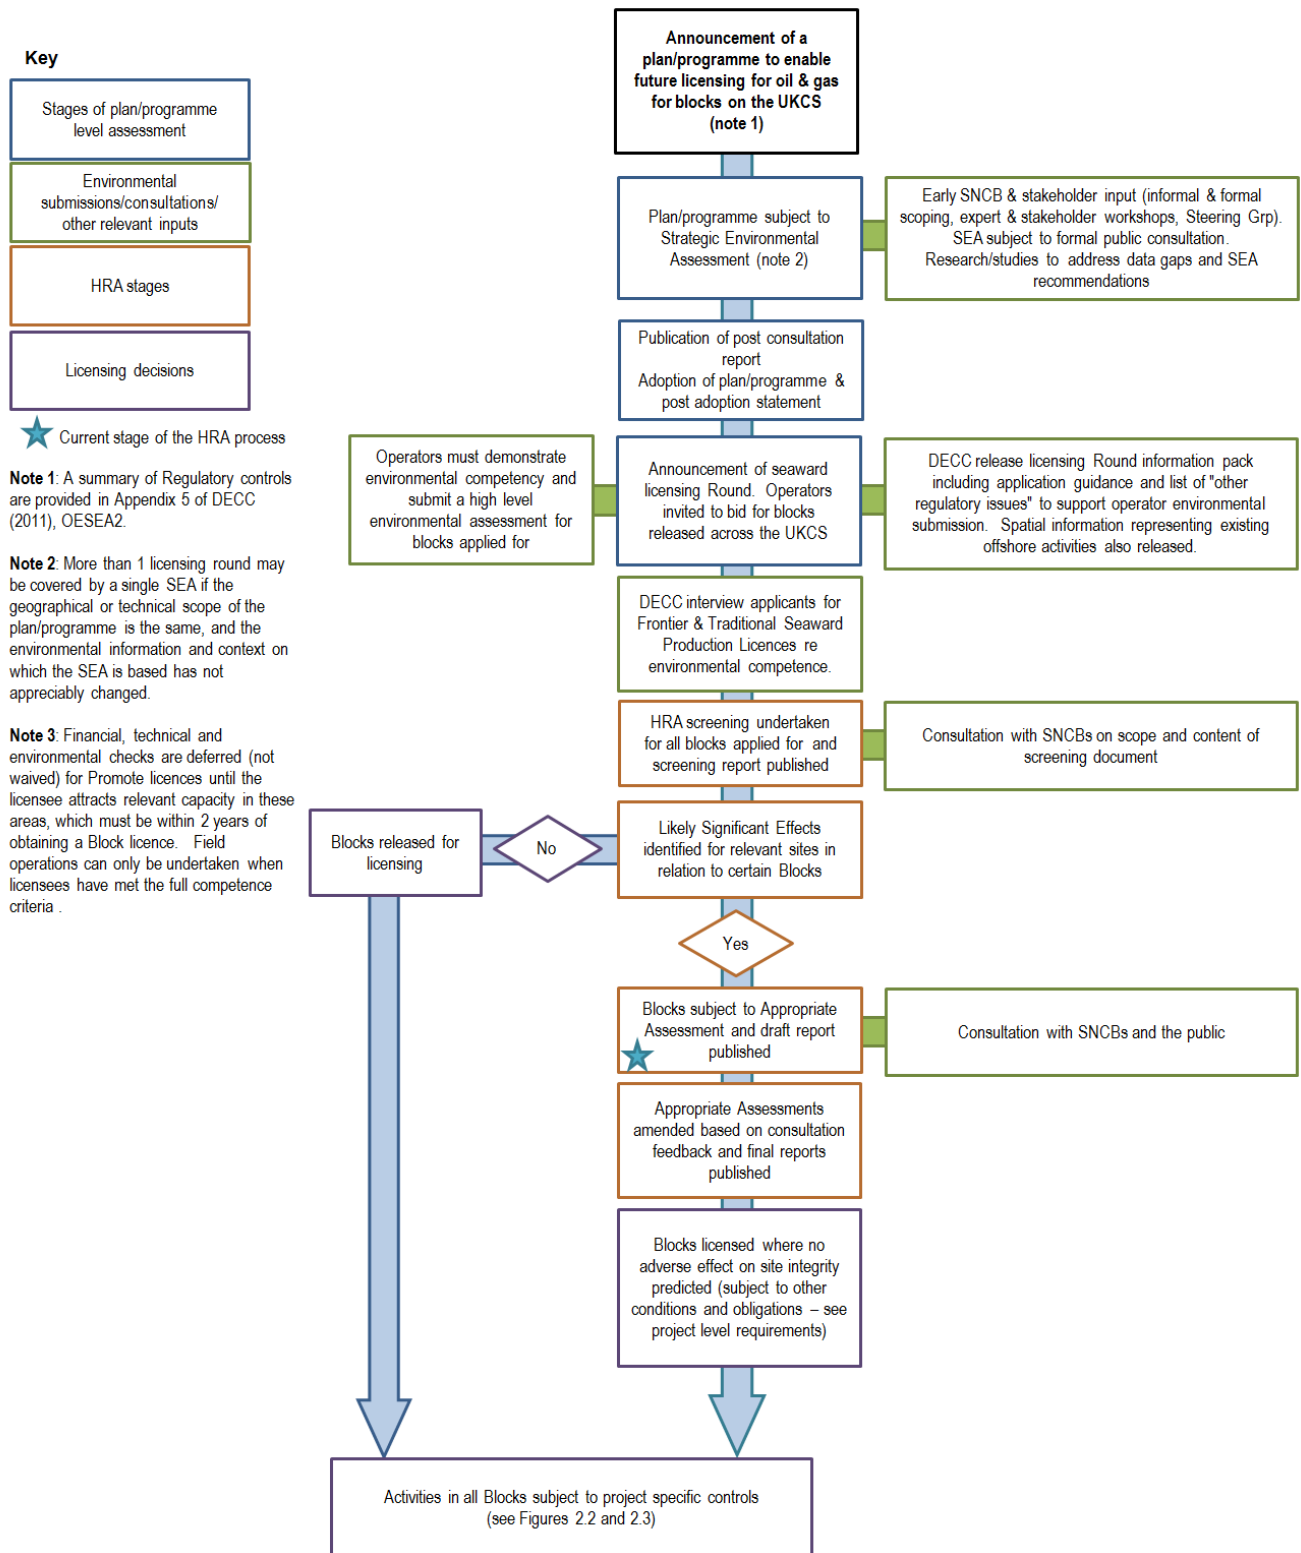 Key
Stages of plan/programme
level assessment
Environmental
submissions/consultations/
other relevant inputs
HRA stages
Licensing decisions
Current stage of the HRA process
Note 1: A summary of Regulatory controls
are provided in Appendix 5 of DECC
(2011), OESEA2.
Note 2: More than 1 licensing round may
be covered by a single SEA if the
geographical or technical scope of the
plan/programme is the same, and the
environmental information and context on
which the SEA is based has not
appreciably changed.
Note 3: Financial, technical and
environmental checks are deferred (not
waived) for Promote licences until the
licensee attracts relevant capacity in these
areas, which must be within 2 years of
obtaining a Block licence. Field
operations can only be undertaken when
licensees have met the full competence
criteria .
Announcement of a
plan/programme to enable
future licensing for oil & gas
for blocks on the UKCS
(note 1)
Plan/programme subject to
Strategic Environmental
Assessment (note 2)
Early SNCB & stakeholder input (informal & formal
scoping, expert & stakeholder workshops, Steering Grp).
SEA subject to formal public consultation.
Research/studies to address data gaps and SEA
recommendations
Publication of post consultation
report
Adoption of plan/programme &
post adoption statement
Operators must demonstrate
environmental competency and
submit a high level
environmental assessment for
blocks applied for
Announcement of seaward
licensing Round. Operators
invited to bid for blocks
released across the UKCS
DECC release licensing Round information pack
including application guidance and list of "other
regulatory issues" to support operator environmental
submission. Spatial information representing existing
offshore activities also released.
DECC interview applicants for
Frontier & Traditional Seaward
Production Licences re
environmental competence.
HRA screening undertaken
for all blocks applied for and
screening report published
Consultation with SNCBs on scope and content of
screening document
Blocks released for
licensing
No
Likely Significant Effects
identified for relevant sites in
relation to certain Blocks
Yes
Blocks subject to Appropriate
Assessment and draft report
published
Consultation with SNCBs and the public
Appropriate Assessments
amended based on consultation
feedback and final reports
published
Blocks licensed where no
adverse effect on site integrity
predicted (subject to other
conditions and obligations – see
project level requirements)
Activities in all Blocks subject to project specific controls
(see Figures 2.2 and 2.3)